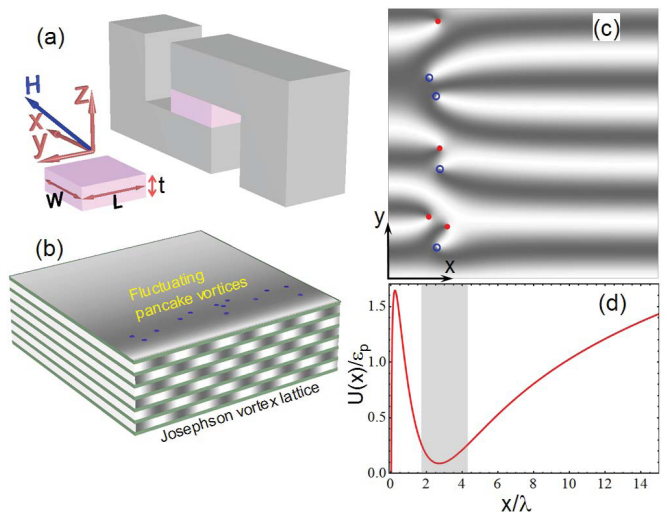 (a)
H
z
x
y
t
W
L
(b)
Fluctuating
pancake vortices
Josephson vortex lattice
(c)
y
x
(d)
U(x)/εp
1.5
1.0
0.5
0.0
0 2 4 6 8 10 12 14
x/λ